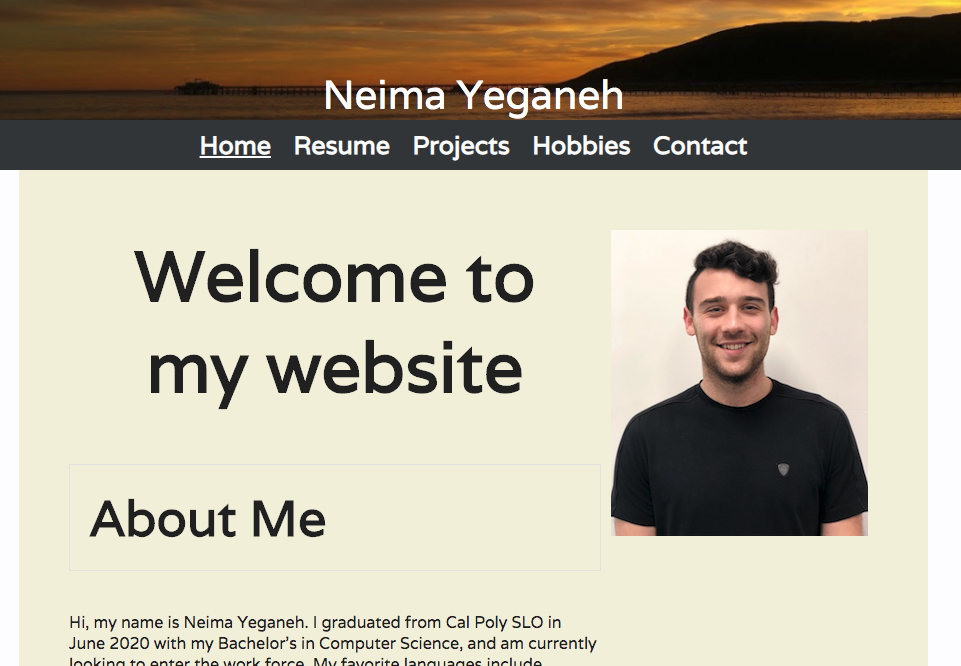 Neima Yeganeh
Home Resume Projects Hobbies Contact
Welcome to
my website
About Me
Hi, my name is Neima Yeganeh. I graduated from Cal Poly SLO in
June 2020 with my Bachelor's in Computer Science, and am currently
looking to enter the work force. My favorite languages include